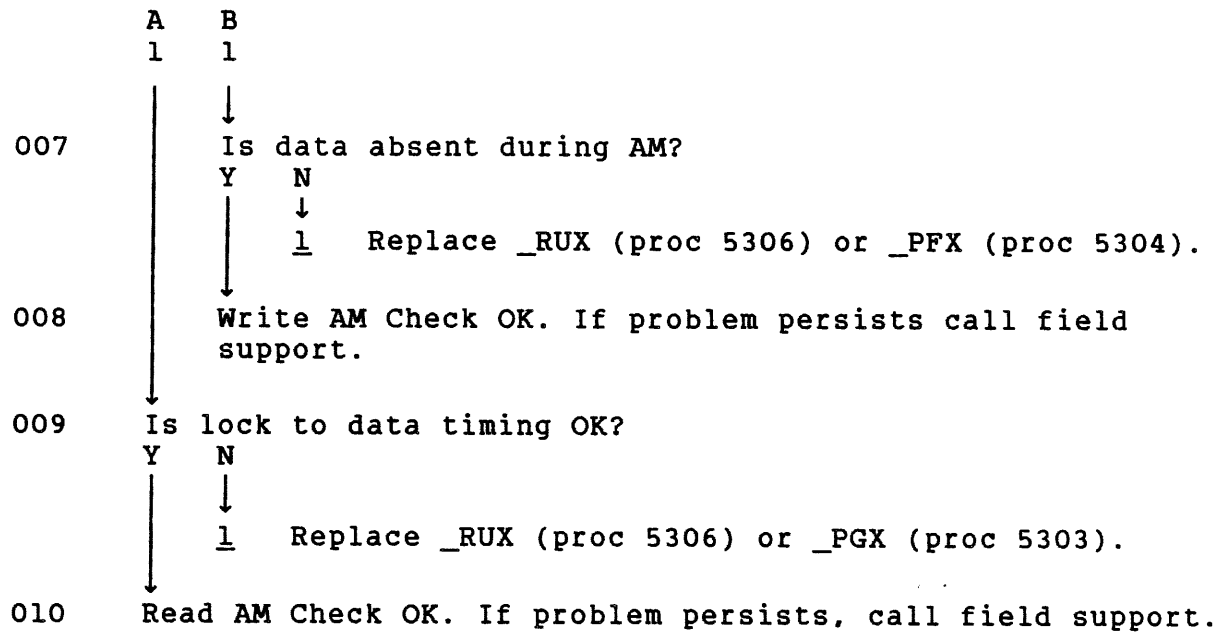 A B
1 1
007 Is data absent during AM?
Y N
1 Replace _RUX (proc 5306) or _PFX (proc 5304).
008 Write AM Check OK. If problem persists call field
support.
009 Is lock to data timing OK?
Y N
1 Replace _RUX (proc 5306) or _PGX (proc 5303).
010 Read AM Check OK. If problem persists, call field support.